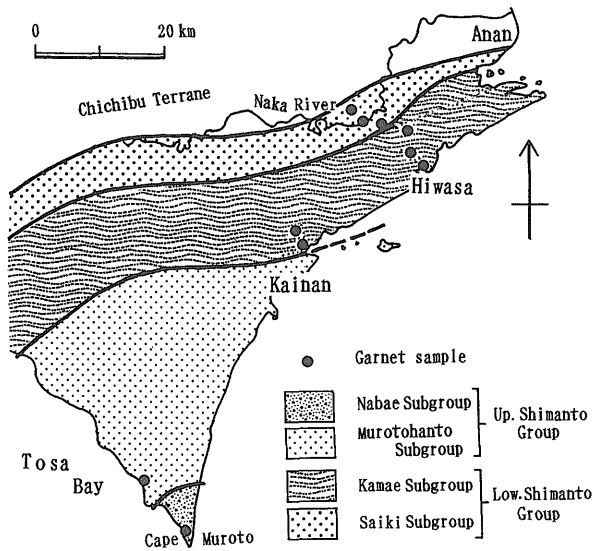 0 20 km
Anan
Chichibu Terrane
Naka River
Hiwasa
Kainan
Garnet sample
Nabae Subgroup
Murotohanto
Subgroup
Up. Shimanto
Group
Kamae Subgroup
Saiki Subgroup
Low. Shimanto
Group
Tosa
Bay
Cape Muroto